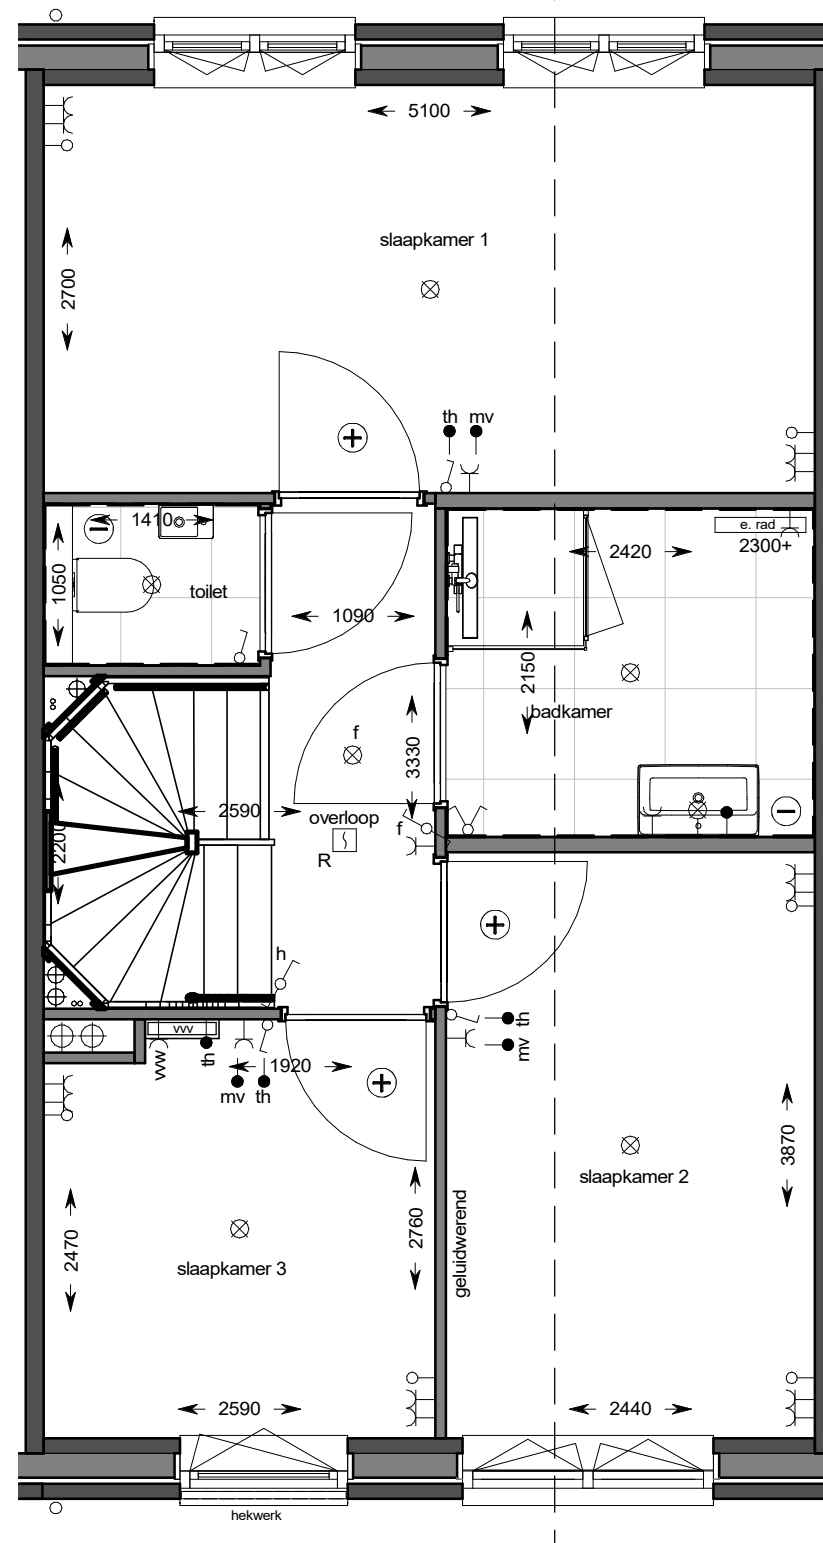 5100
slaapkamer 1
2700
th mv
1410
e. rad
2300+
2420
1050
toilet
1090
2150
badkamer
f
3330
2590
overloop
f
2200
R
h
vvv
vvv
th
1920
mv th
th
mv
3870
slaapkamer 2
2470
2760
geluidwerend
slaapkamer 3
2590
2440
hekwerk